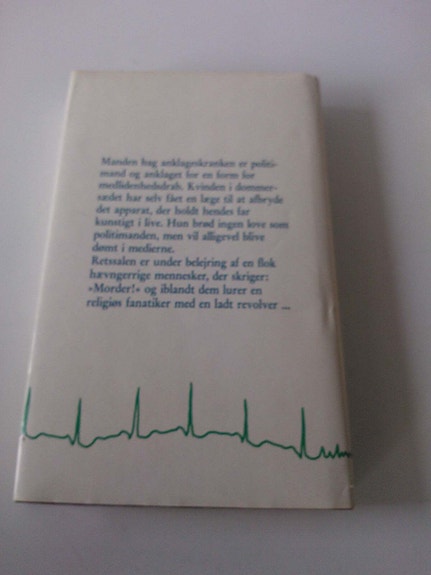 Manden bag anklageskranken er politi-
mand og anklaget for en form for
medlidenhedsdrab. Kvinden i dommer-
sædet har selv fået en læge til at afbryde
det apparat, der holdt hendes far
kunstigt i live. Hun brød ingen love som
politimanden, men vil alligevel blive
dømt i medierne.
Retssalen er under belejring af en flok
hævngerrige mennesker, der skriger:
»Morder!« og iblandt dem lurer en
religiøs fanatiker med en ladt revolver ...